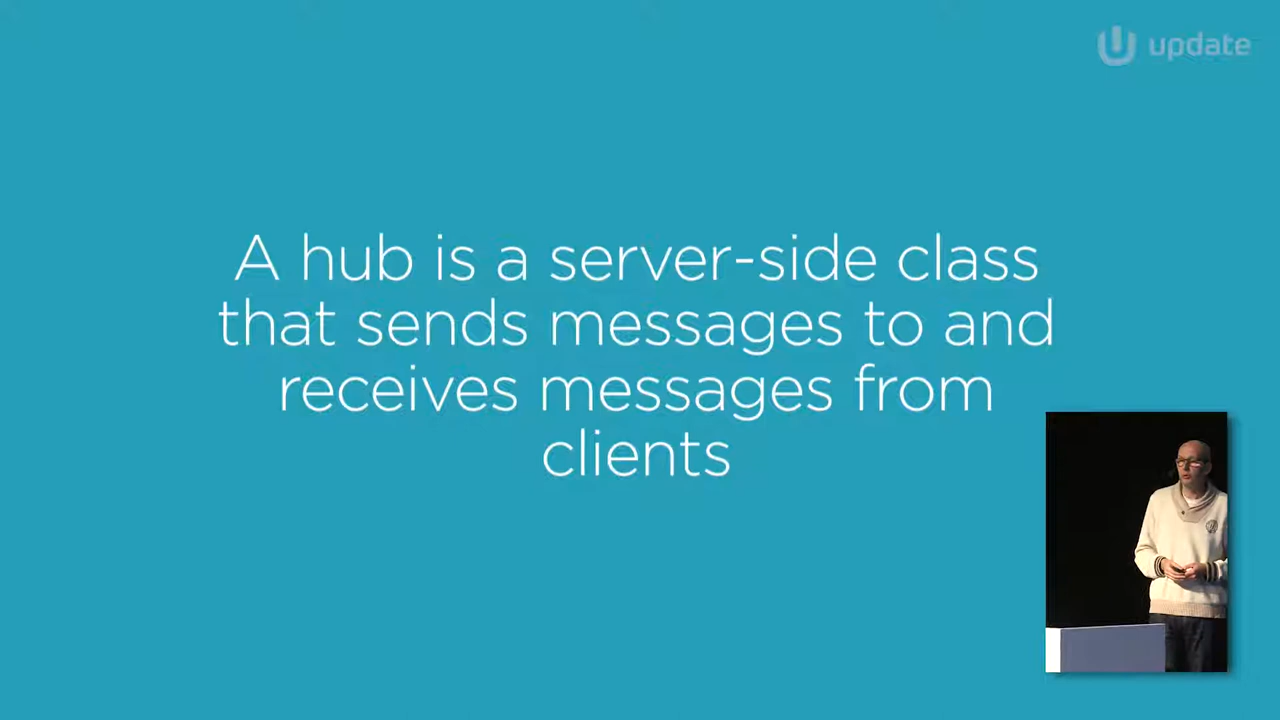 update
A hub is a server-side class
that sends messages to and
receives messages from
clients